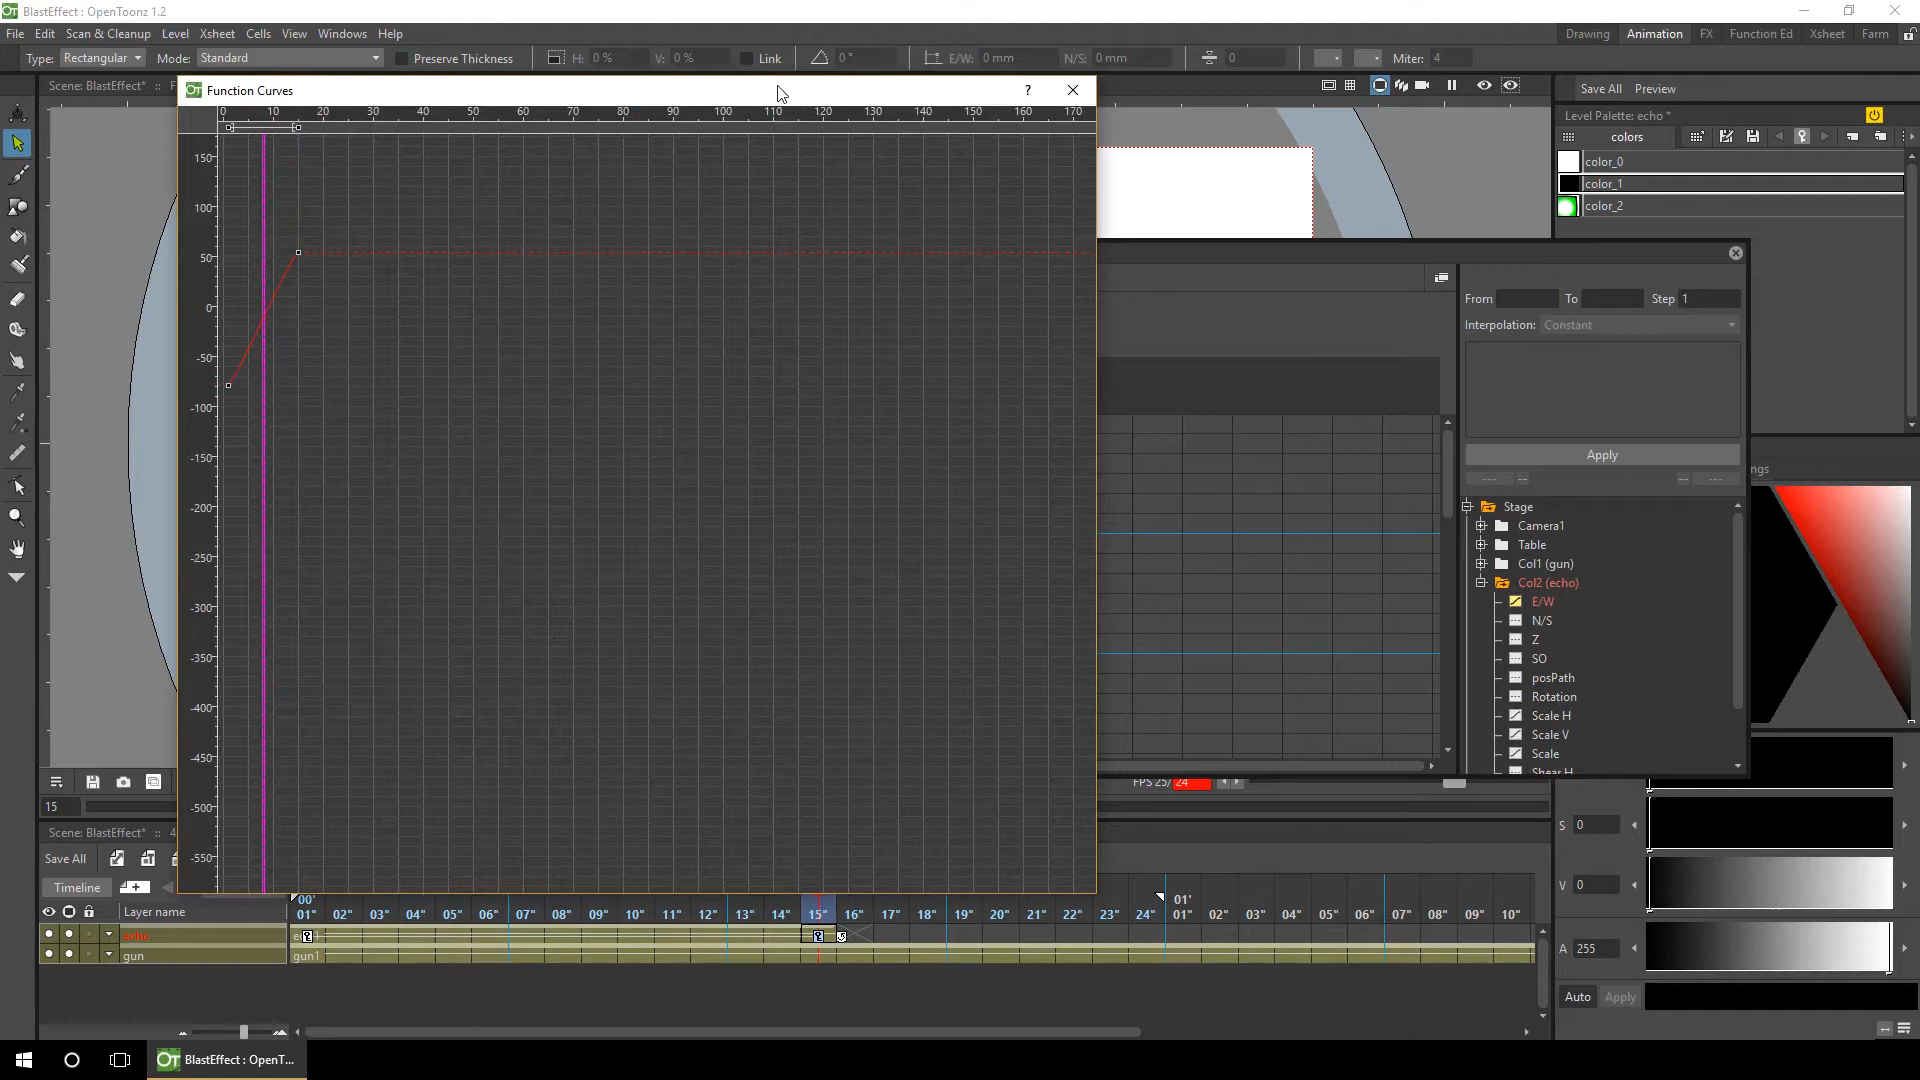 BlastEffect : OpenToonz 1.2
File Edit Scan & Cleanup Level Xsheet Cells View Windows Help
Drawing Animation FX Function Ed Xsheet Farm
Type: Rectangular Mode: Standard Preserve Thickness H: 0 % V: 0 % Link 0 ° E/W: 0 mm N/S: 0 mm 0 Miter: 4
Scene: BlastEffect* ::
Function Curves ?
Save All Preview
0 10 20 30 40 50 60 70 80 90 100 110 120 130 140 150 160 170
Level Palette: echo *
colors
color_0
color_1
color_2
150
100
50
0
-50
-100
-150
-200
-250
-300
-350
-400
-450
-500
-550
From To Step 1
Interpolation: Constant
Apply
--- -- -- ---
ngs
Stage
Camera1
Table
Col1 (gun)
Col2 (echo)
E/W
N/S
Z
SO
posPath
Rotation
Scale H
Scale V
Scale
Shear H
FPS 25/ 24
15
S 0
V 0
A 255
Auto Apply
Scene: BlastEffect* :: 4
Save All
Timeline
Layer name
00' 01'
01" 02" 03" 04" 05" 06" 07" 08" 09" 10" 11" 12" 13" 14" 15" 16" 17" 18" 19" 20" 21" 22" 23" 24" 01" 02" 03" 04" 05" 06" 07" 08" 09" 10"
echo
gun gun1
BlastEffect : OpenT...